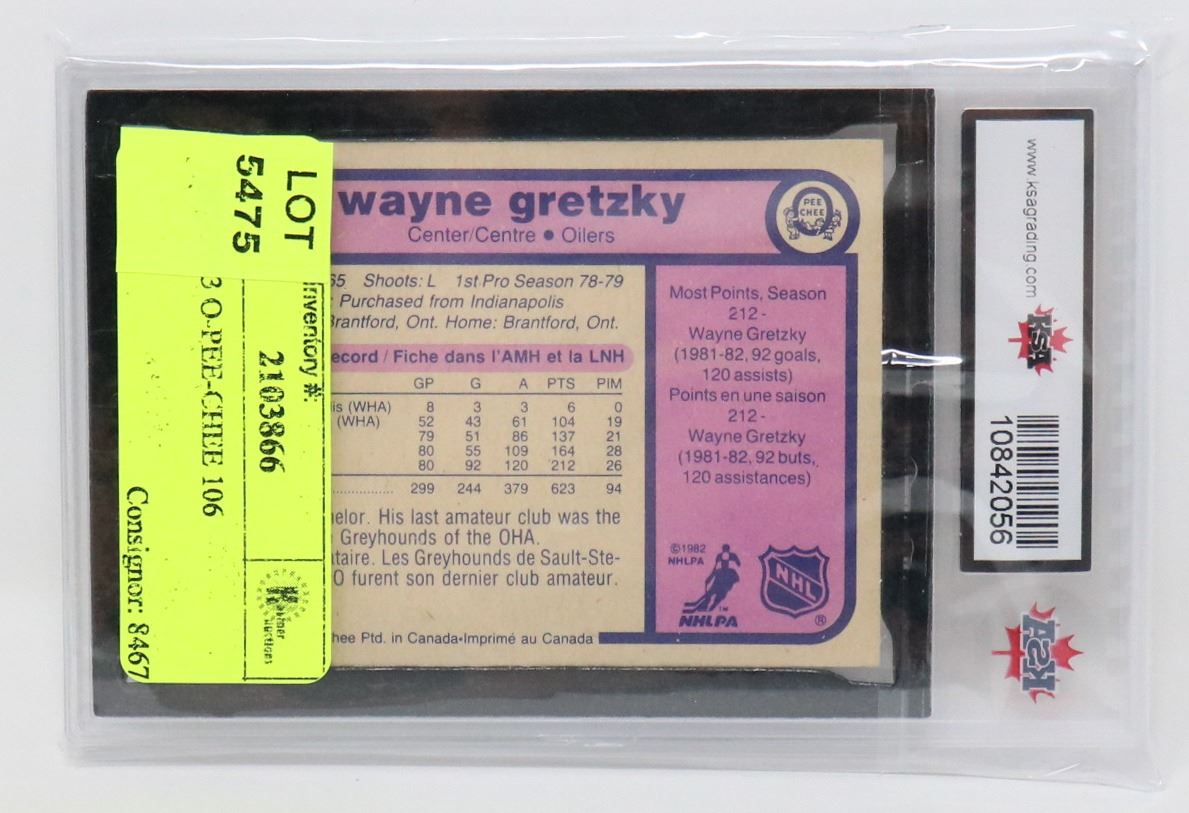 LOT
5475
Inventory #:
2103866
3 O-PEE-CHEE 106
Consignor: 8467
Auctions
wayne gretzky
Center/Centre • Oilers
PEE
CHEE
65 Shoots: L 1st Pro Season 78-79
: Purchased from Indianapolis
Brantford, Ont. Home: Brantford, Ont.
ecord / Fiche dans l'AMH et la LNH
GP G A PTS PIM
is (WHA) 8 3 3 6 0
(WHA) 52 43 61 104 19
79 51 86 137 21
80 55 109 164 28
80 92 120 212 26
299 244 379 623 94
helor. His last amateur club was the
Greyhounds of the OHA.
ntaire. Les Greyhounds de Sault-Ste-
O furent son dernier club amateur.
hee Ptd. in Canada•Imprimé au Canada
Most Points, Season
212 -
Wayne Gretzky
(1981-82, 92 goals,
120 assists)
Points en une saison
212 -
Wayne Gretzky
(1981-82, 92 buts,
120 assistances)
©1982
NHLPA
TM
NHLPA
NHL
®
www.ksagrading.com
KSA
10842056
KSA